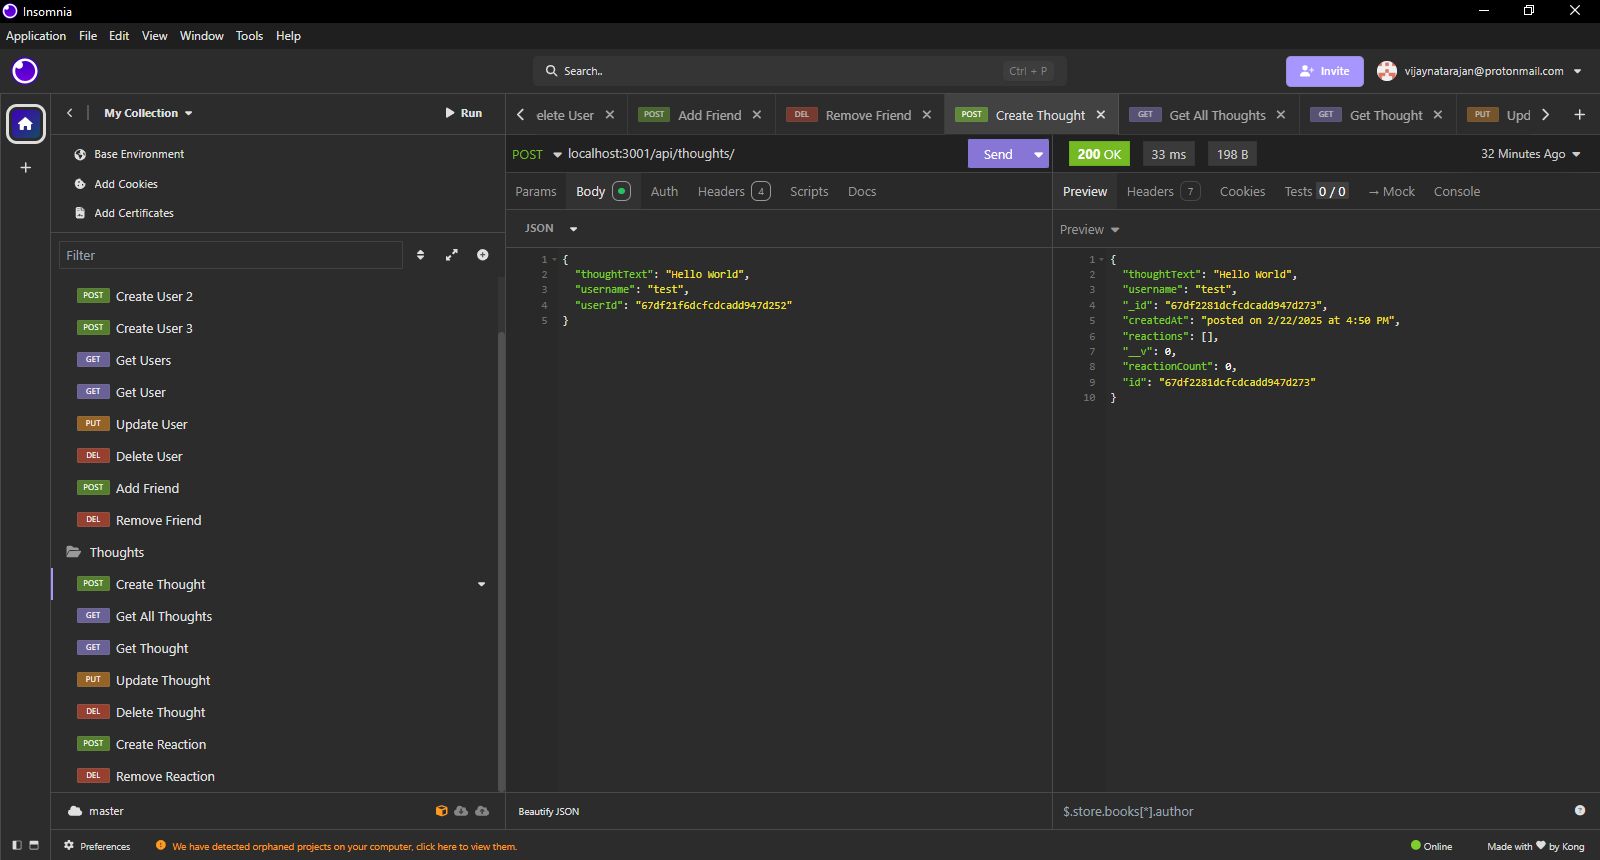 Insomnia
Application File Edit View Window Tools Help
Search.. Ctrl + P
Invite
vijaynatarajan@protonmail.com
My Collection
Run
elete User
POST Add Friend
DEL Remove Friend
POST Create Thought
GET Get All Thoughts
GET Get Thought
PUT Upd
Base Environment
Add Cookies
Add Certificates
Filter
POST Create User 2
POST Create User 3
GET Get Users
GET Get User
PUT Update User
DEL Delete User
POST Add Friend
DEL Remove Friend
Thoughts
POST Create Thought
GET Get All Thoughts
GET Get Thought
PUT Update Thought
DEL Delete Thought
POST Create Reaction
DEL Remove Reaction
master
POST localhost:3001/api/thoughts/ Send
Params Body Auth Headers 4 Scripts Docs
JSON
1 {
2 "thoughtText": "Hello World",
3 "username": "test",
4 "userId": "67df21f6dcfcdcadd947d252"
5 }
Beautify JSON
200 OK 33 ms 198 B 32 Minutes Ago
Preview Headers 7 Cookies Tests 0 / 0 → Mock Console
Preview
1 {
2 "thoughtText": "Hello World",
3 "username": "test",
4 "_id": "67df2281dcfcdcadd947d273",
5 "createdAt": "posted on 2/22/2025 at 4:50 PM",
6 "reactions": [],
7 "__v": 0,
8 "reactionCount": 0,
9 "id": "67df2281dcfcdcadd947d273"
10 }
$.store.books[*].author
Preferences
We have detected orphaned projects on your computer, click here to view them.
Online
Made with ♥ by Kong